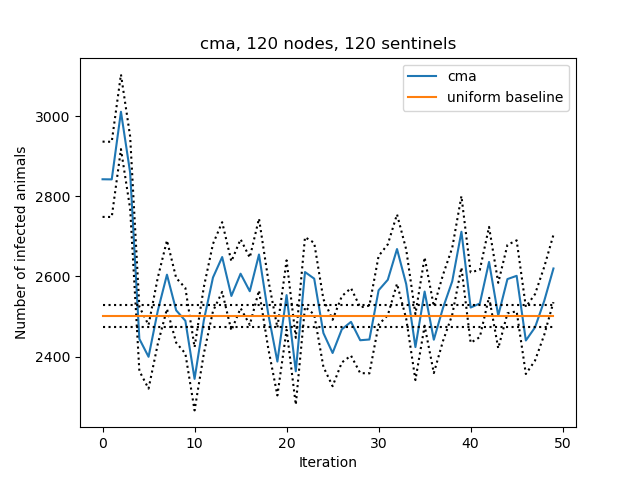 cma, 120 nodes, 120 sentinels
cma
uniform baseline
Number of infected animals
3000
2800
2600
2400
0 10 20 30 40 50
Iteration